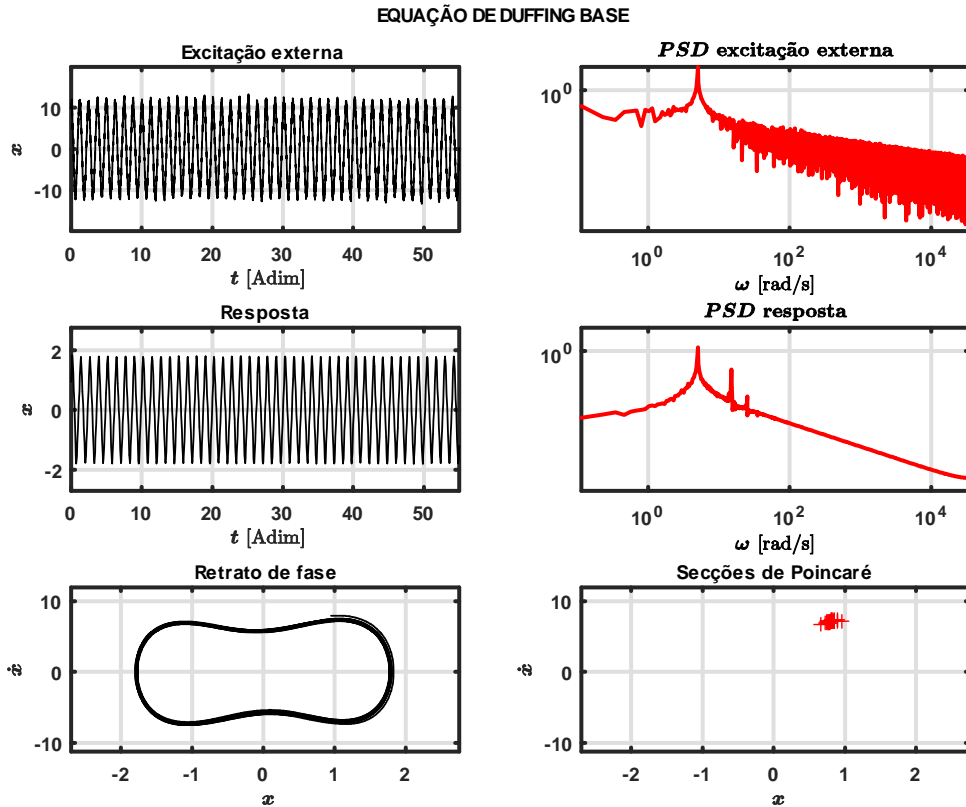 EQUAÇÃO DE DUFFING BASE
Excitação externa
x
10
0
-10
0 10 20 30 40 50
t [Adim]
PSD excitação externa
10^0
10^0 10^2 10^4
ω [rad/s]
Resposta
x
2
0
-2
0 10 20 30 40 50
t [Adim]
PSD resposta
10^0
10^0 10^2 10^4
ω [rad/s]
Retrato de fase
ẋ
10
0
-10
-2 -1 0 1 2
x
Secções de Poincaré
ẋ
10
0
-10
-2 -1 0 1 2
x